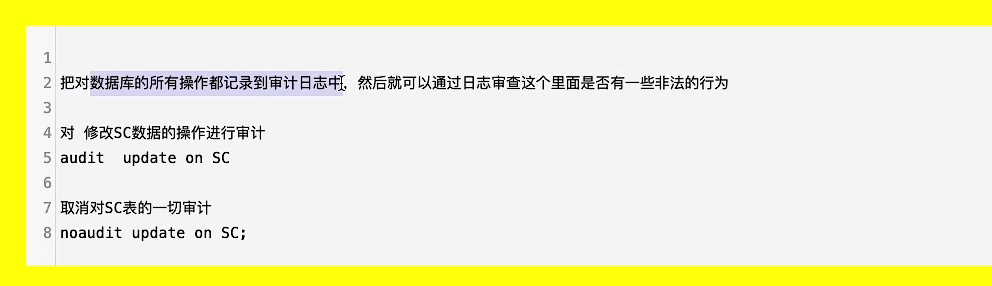 1
2 把对数据库的所有操作都记录到审计日志中，然后就可以通过日志审查这个里面是否有一些非法的行为
3
4 对 修改SC数据的操作进行审计
5 audit  update on SC
6
7 取消对SC表的一切审计
8 noaudit update on SC;